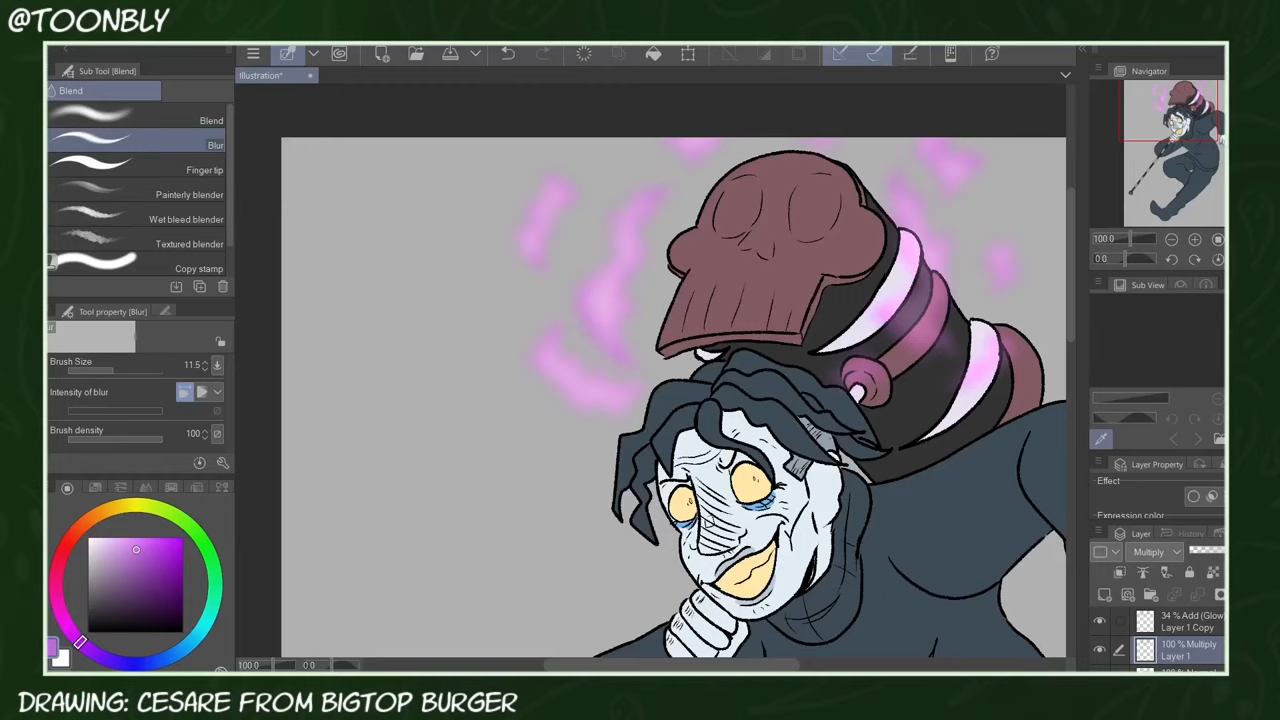 @TOONBLY
Sub Tool [Blend]
Blend
Blend
Blur
Finger tip
Painterly blender
Wet bleed blender
Textured blender
Copy stamp
Tool property [Blur]
Brush Size 11.5
Intensity of blur
Brush density 100
Illustration*
100.0 0.0
Navigator
100.0
0.0
Sub View
Layer Property
Effect
Expression color
Layer History
Multiply
34 % Add (Glow
Layer 1 Copy
100 % Multiply
Layer 1
DRAWING: CESARE FROM BIGTOP BURGER